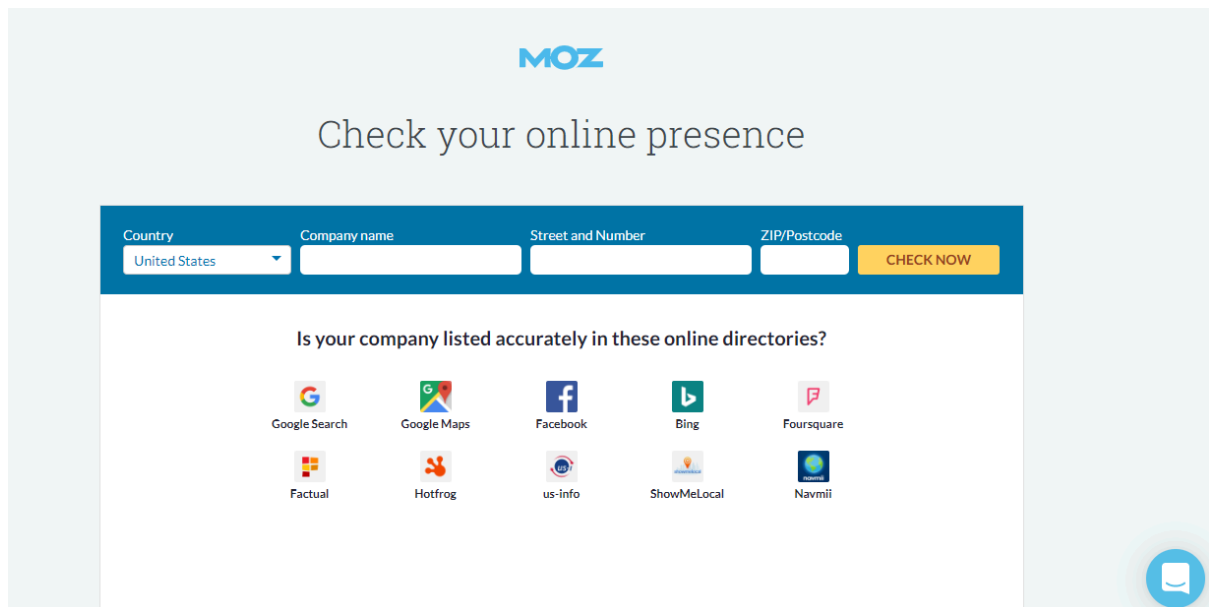 MOZ
Check your online presence
Country Company name Street and Number ZIP/Postcode
United States CHECK NOW
Is your company listed accurately in these online directories?
G
Google Search Google Maps Facebook Bing Foursquare
us
navmii
Factual Hotfrog us-info ShowMeLocal Navmii